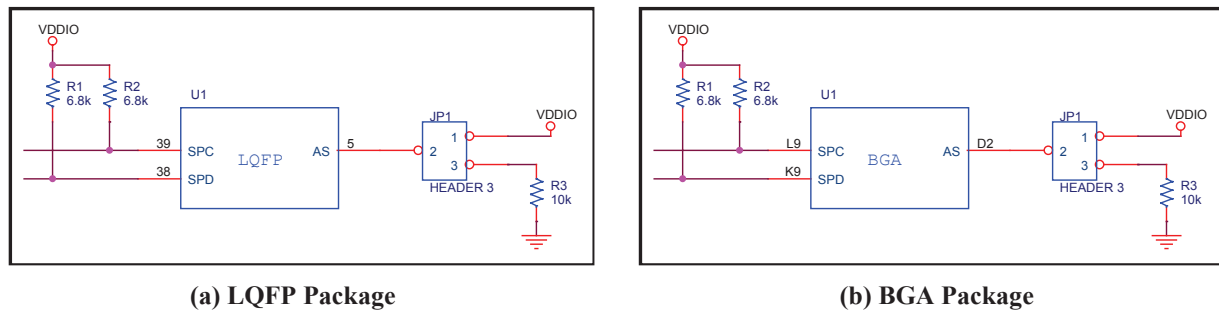 VDDIO
R1
6.8k
R2
6.8k
U1
LQFP
39
SPC
38
SPD
AS
5
JP1
1
2
3
HEADER 3
VDDIO
R3
10k
(a) LQFP Package
VDDIO
R1
6.8k
R2
6.8k
U1
BGA
L9
SPC
K9
SPD
AS
D2
JP1
1
2
3
HEADER 3
VDDIO
R3
10k
(b) BGA Package